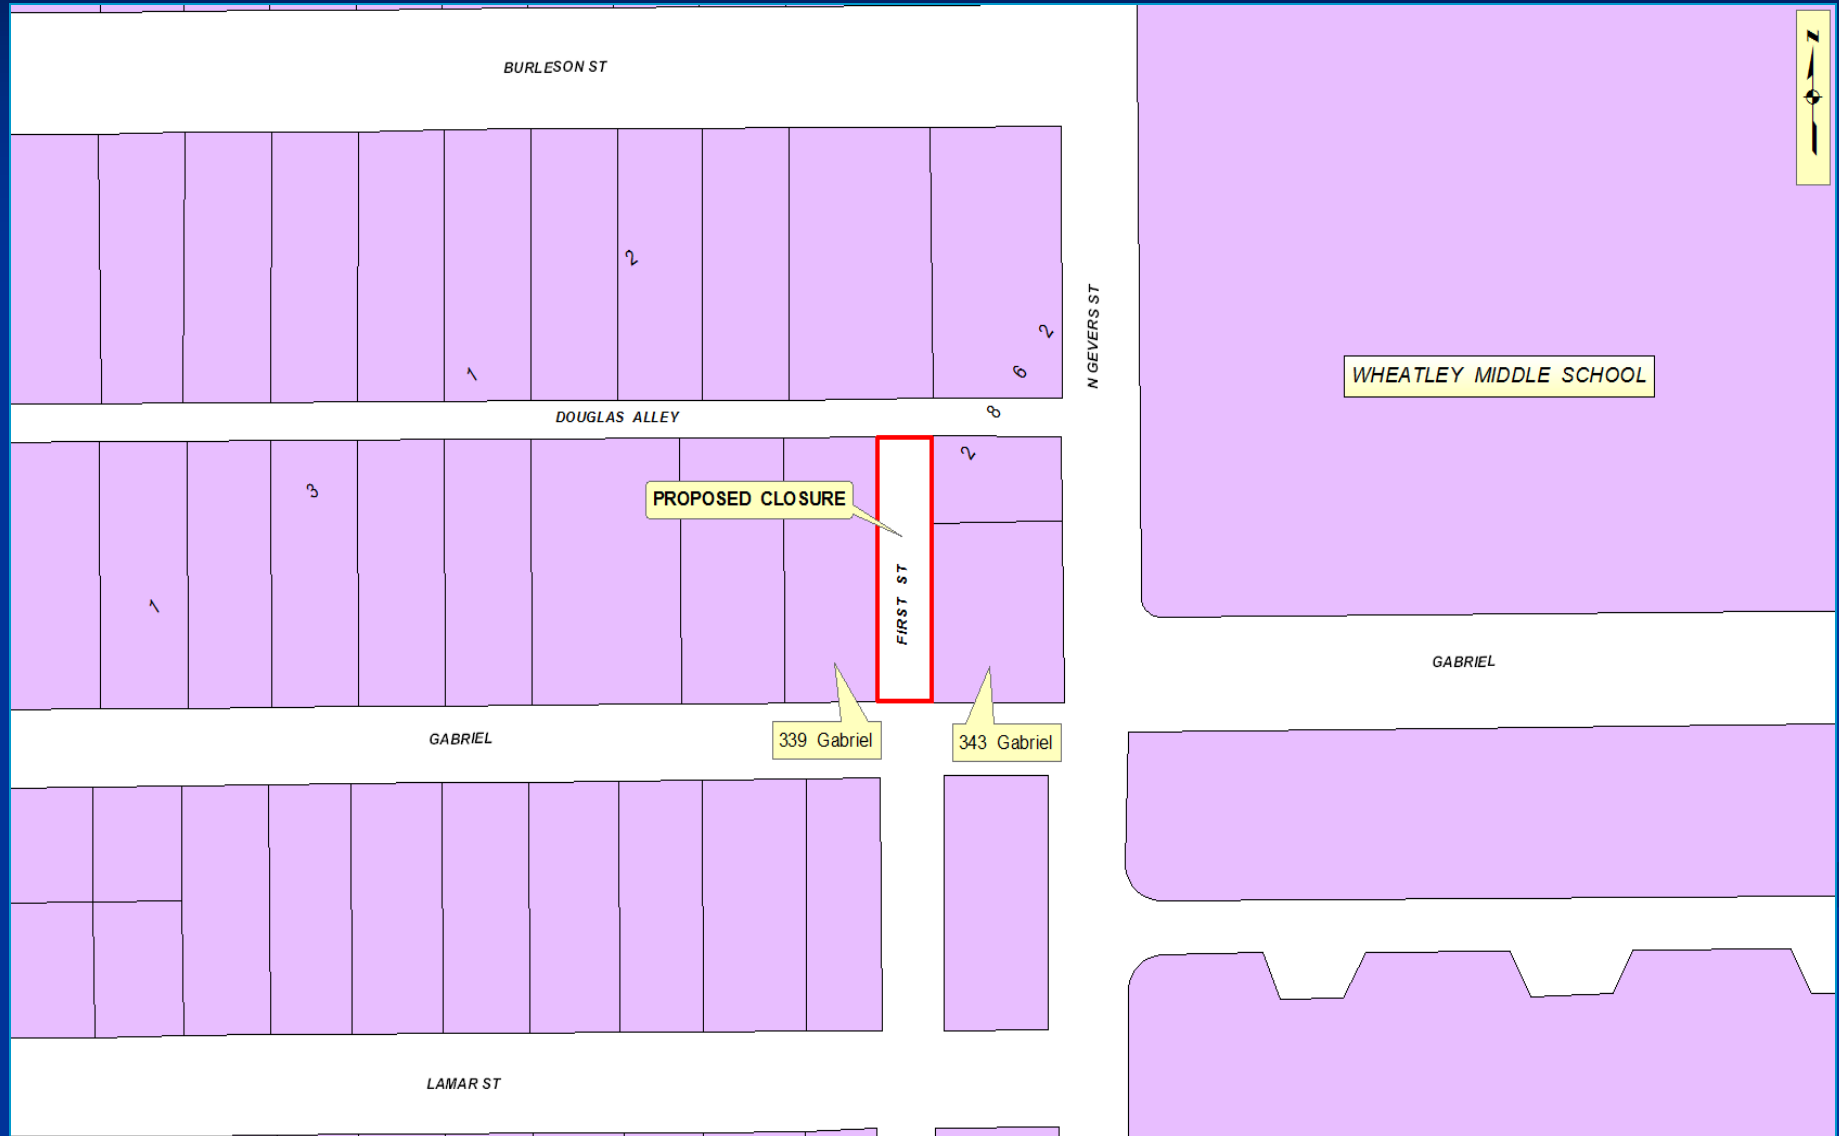 BURLESON ST
N
2
N GEVERS ST
2
6
1
WHEATLEY MIDDLE SCHOOL
8
DOUGLAS ALLEY
2
3
PROPOSED CLOSURE
FIRST ST
1
GABRIEL
GABRIEL
339 Gabriel
343 Gabriel
LAMAR ST